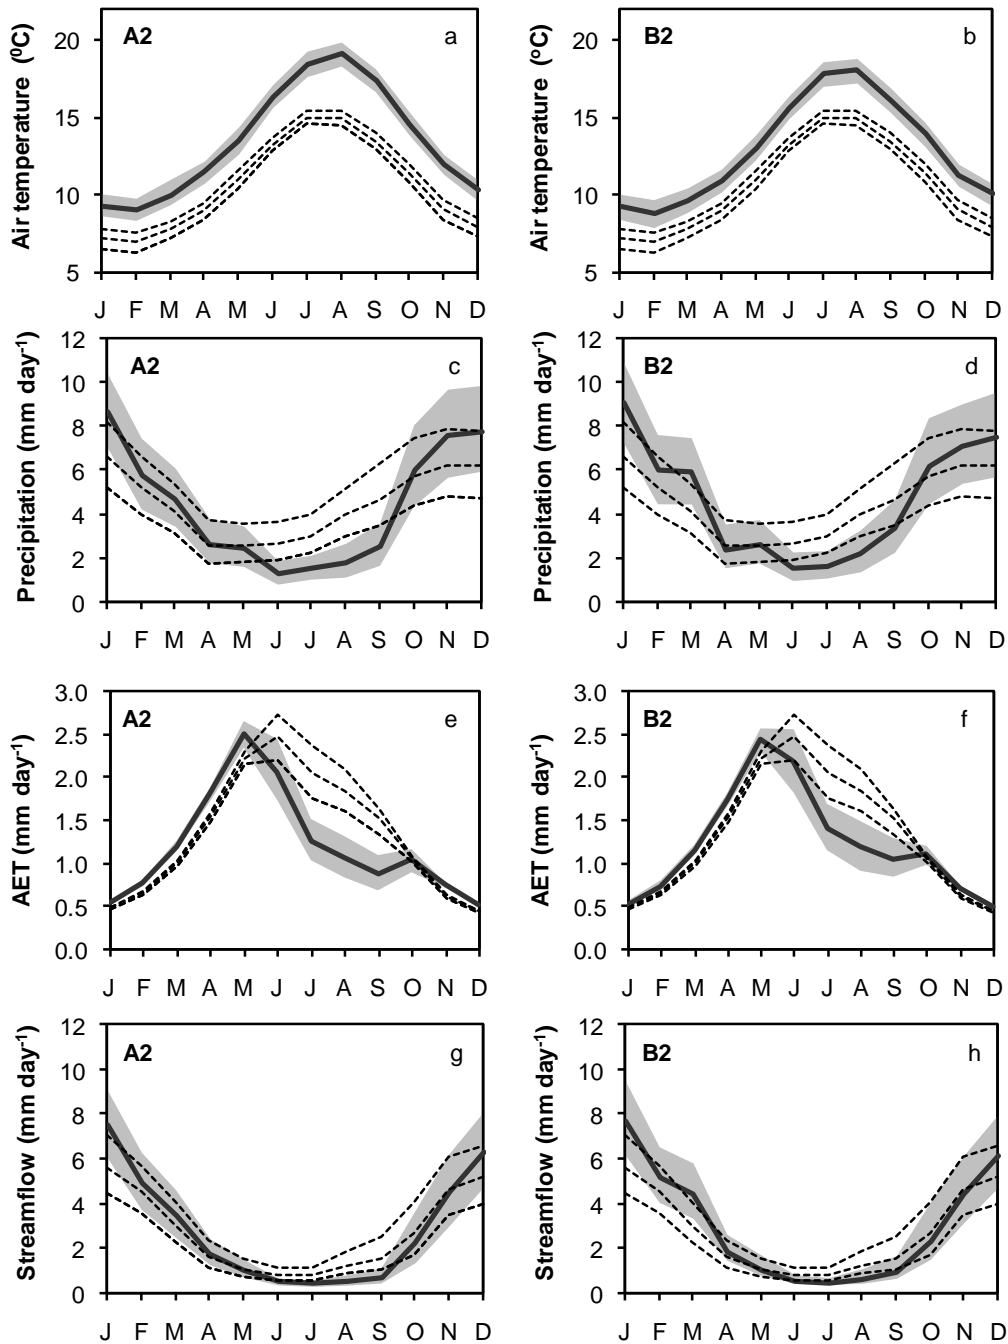 A2 a
Air temperature (⁰C)
20
15
10
5
J F M A M J J A S O N D
B2 b
Air temperature (ºC)
20
15
10
5
J F M A M J J A S O N D
A2 c
Precipitation (mm day⁻¹)
12
10
8
6
4
2
0
J F M A M J J A S O N D
B2 d
Precipitation (mm day⁻¹)
12
10
8
6
4
2
0
J F M A M J J A S O N D
A2 e
AET (mm day⁻¹)
3.0
2.5
2.0
1.5
1.0
0.5
0.0
J F M A M J J A S O N D
B2 f
AET (mm day⁻¹)
3.0
2.5
2.0
1.5
1.0
0.5
0.0
J F M A M J J A S O N D
A2 g
Streamflow (mm day⁻¹)
12
10
8
6
4
2
0
J F M A M J J A S O N D
B2 h
Streamflow (mm day⁻¹)
12
10
8
6
4
2
0
J F M A M J J A S O N D